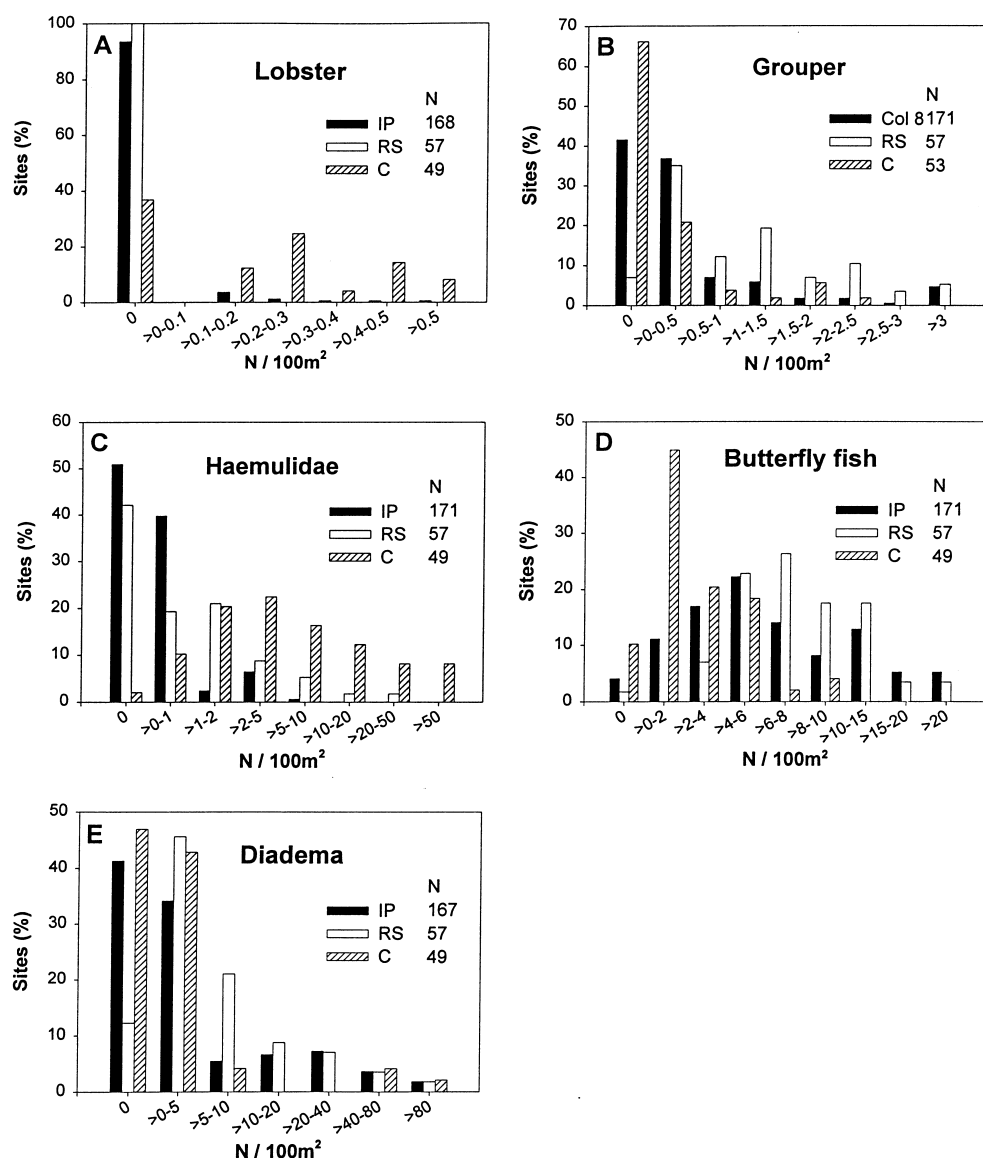 A
Lobster
N
IP 168
RS 57
C 49
Sites (%)
100
80
60
40
20
0
0 >0-0.1 >0.1-0.2 >0.2-0.3 >0.3-0.4 >0.4-0.5 >0.5
N / 100m²
B
Grouper
N
Col 8 171
RS 57
C 53
Sites (%)
70
60
50
40
30
20
10
0
0 >0-0.5 >0.5-1 >1-1.5 >1.5-2 >2-2.5 >2.5-3 >3
N / 100m²
C
Haemulidae
N
IP 171
RS 57
C 49
Sites (%)
60
50
40
30
20
10
0
0 >0-1 >1-2 >2-5 >5-10 >10-20 >20-50 >50
N / 100m²
D
Butterfly fish
N
IP 171
RS 57
C 49
Sites (%)
50
40
30
20
10
0
0 >0-2 >2-4 >4-6 >6-8 >8-10 >10-15 >15-20 >20
N / 100m²
E
Diadema
N
IP 167
RS 57
C 49
Sites (%)
50
40
30
20
10
0
0 >0-5 >5-10 >10-20 >20-40 >40-80 >80
N / 100m²